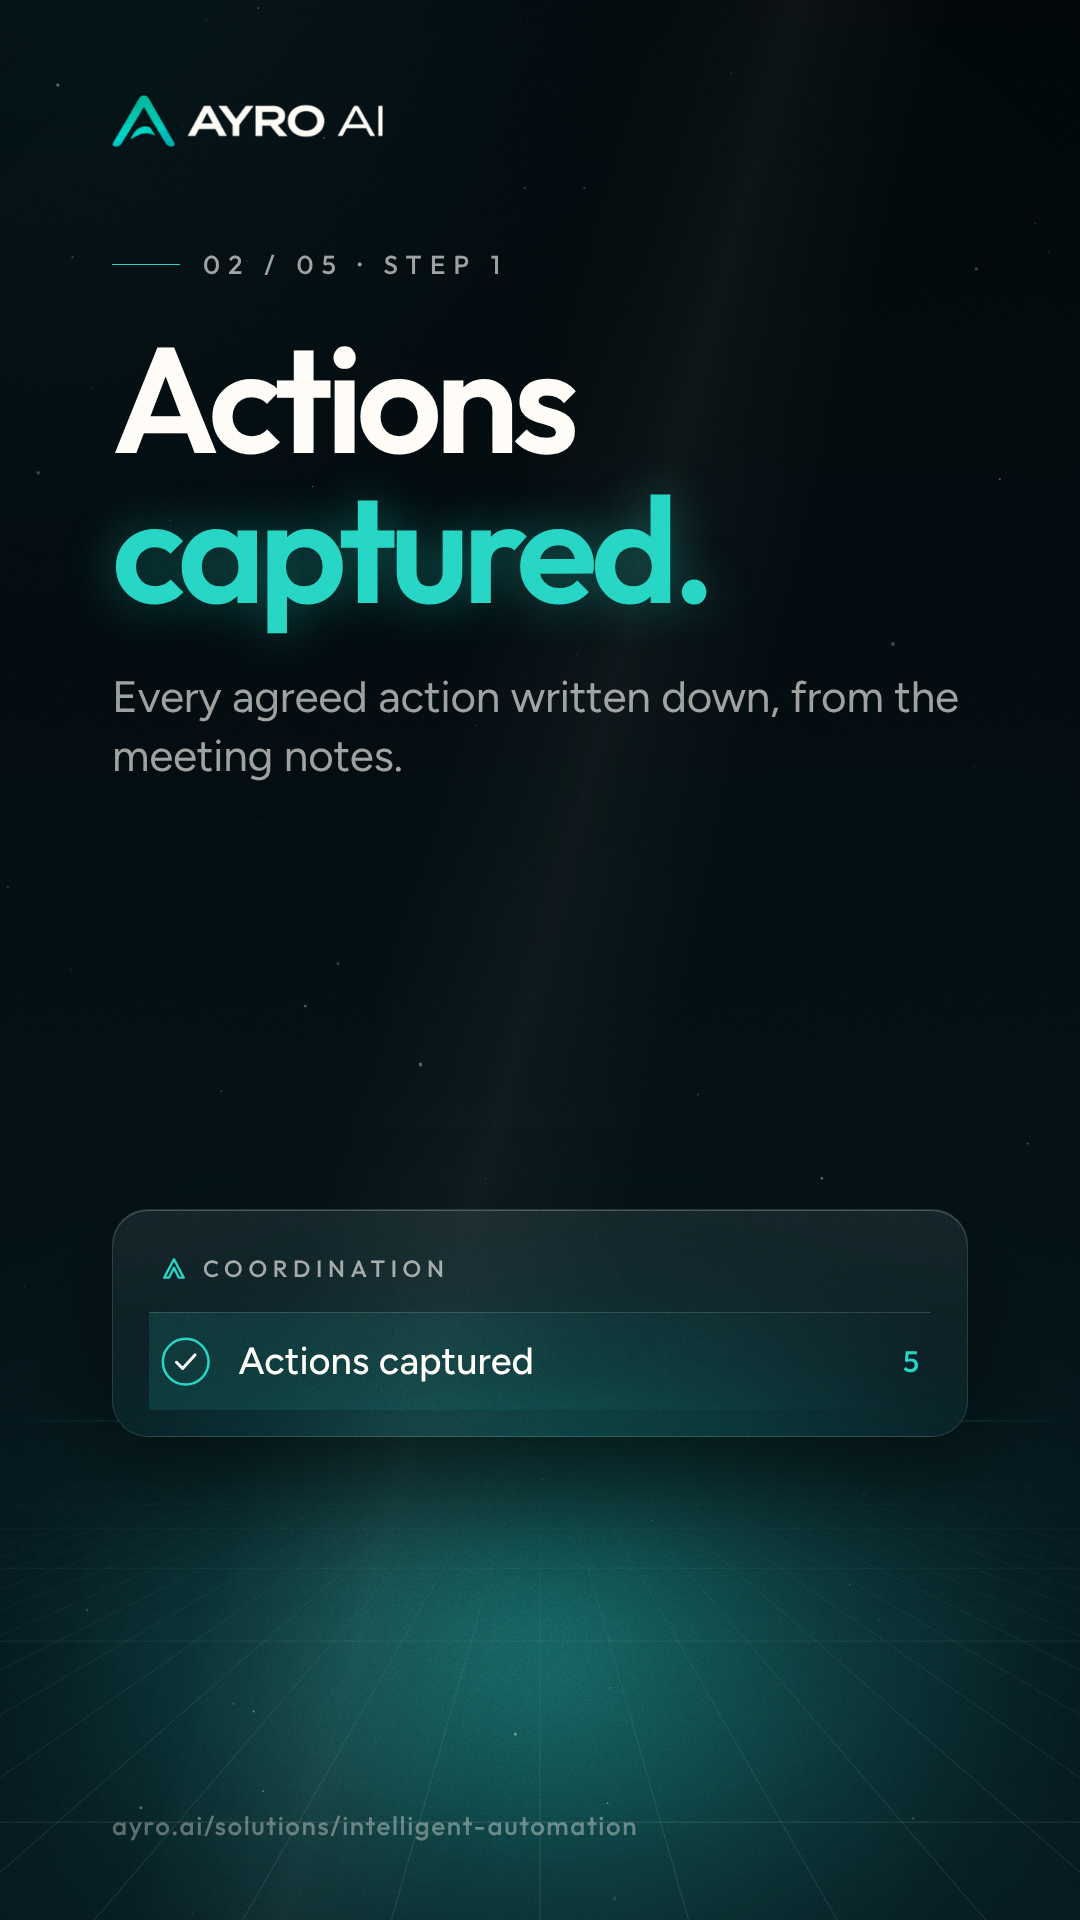 AYRO AI
02 / 05 · STEP 1
Actions
captured.
Every agreed action written down, from the
meeting notes.
COORDINATION
Actions captured 5
ayro.ai/solutions/intelligent-automation